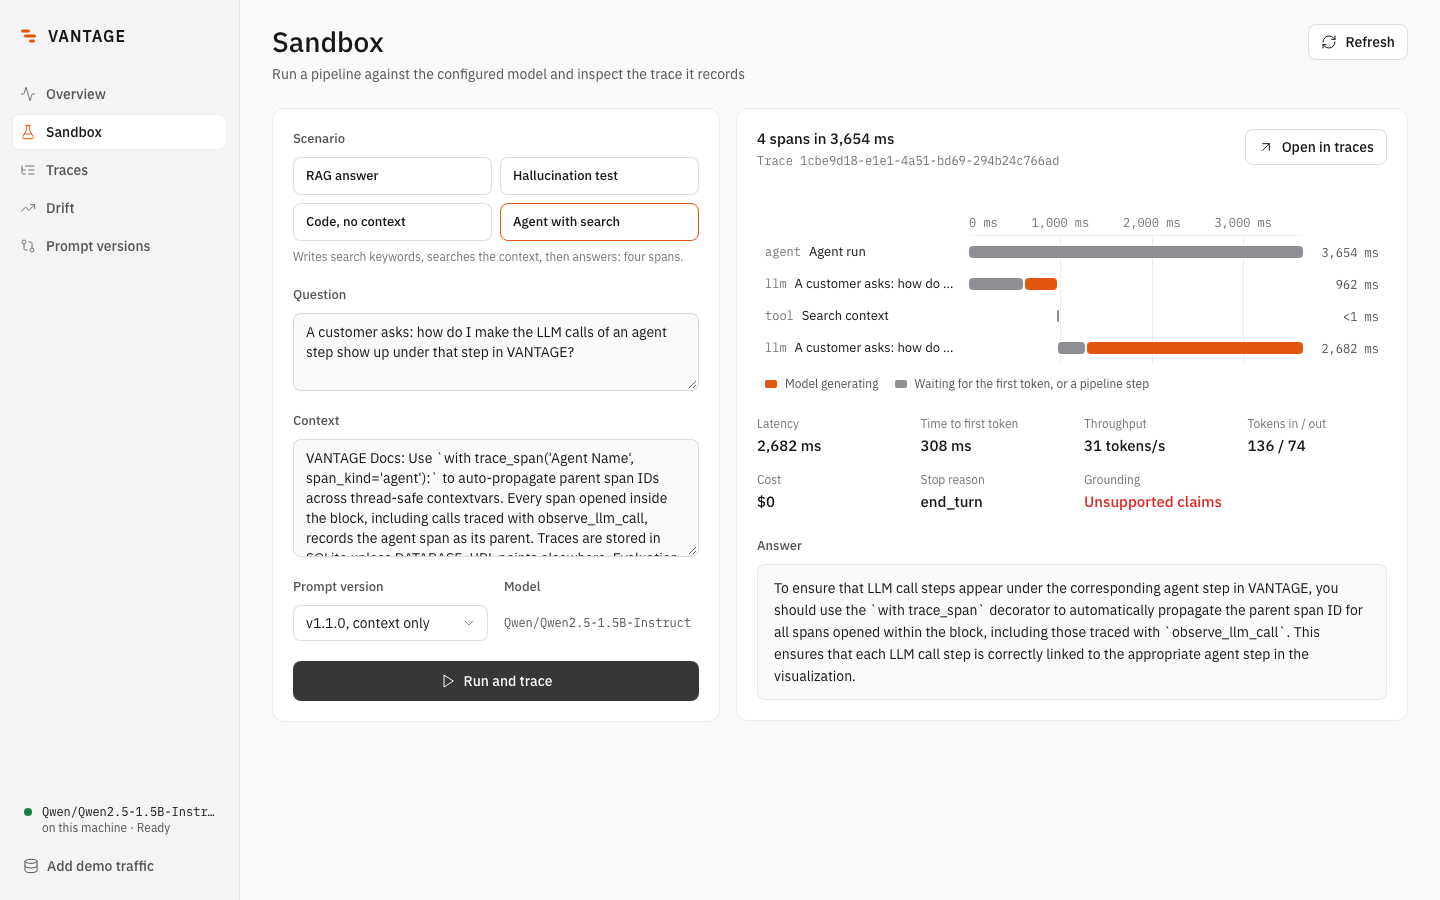 VANTAGE
Overview
Sandbox
Traces
Drift
Prompt versions
Qwen/Qwen2.5-1.5B-Instr…
on this machine · Ready
Add demo traffic
Sandbox
Run a pipeline against the configured model and inspect the trace it records
Refresh
Scenario
RAG answer
Hallucination test
Code, no context
Agent with search
Writes search keywords, searches the context, then answers: four spans.
Question
A customer asks: how do I make the LLM calls of an agent
step show up under that step in VANTAGE?
Context
VANTAGE Docs: Use `with trace_span('Agent Name',
span_kind='agent'):` to auto-propagate parent span IDs
across thread-safe contextvars. Every span opened inside
the block, including calls traced with observe_llm_call,
records the agent span as its parent. Traces are stored in
SQLite unless DATABASE_URL points elsewhere. Evaluation
Prompt version
Model
v1.1.0, context only
Qwen/Qwen2.5-1.5B-Instruct
Run and trace
4 spans in 3,654 ms
Trace 1cbe9d18-e1e1-4a51-bd69-294b24c766ad
Open in traces
0 ms 1,000 ms 2,000 ms 3,000 ms
agent Agent run 3,654 ms
llm A customer asks: how do ... 962 ms
tool Search context <1 ms
llm A customer asks: how do ... 2,682 ms
Model generating
Waiting for the first token, or a pipeline step
Latency
Time to first token
Throughput
Tokens in / out
2,682 ms
308 ms
31 tokens/s
136 / 74
Cost
Stop reason
Grounding
$0
end_turn
Unsupported claims
Answer
To ensure that LLM call steps appear under the corresponding agent step in VANTAGE, you
should use the `with trace_span` decorator to automatically propagate the parent span ID for
all spans opened within the block, including those traced with `observe_llm_call`. This
ensures that each LLM call step is correctly linked to the appropriate agent step in the
visualization.